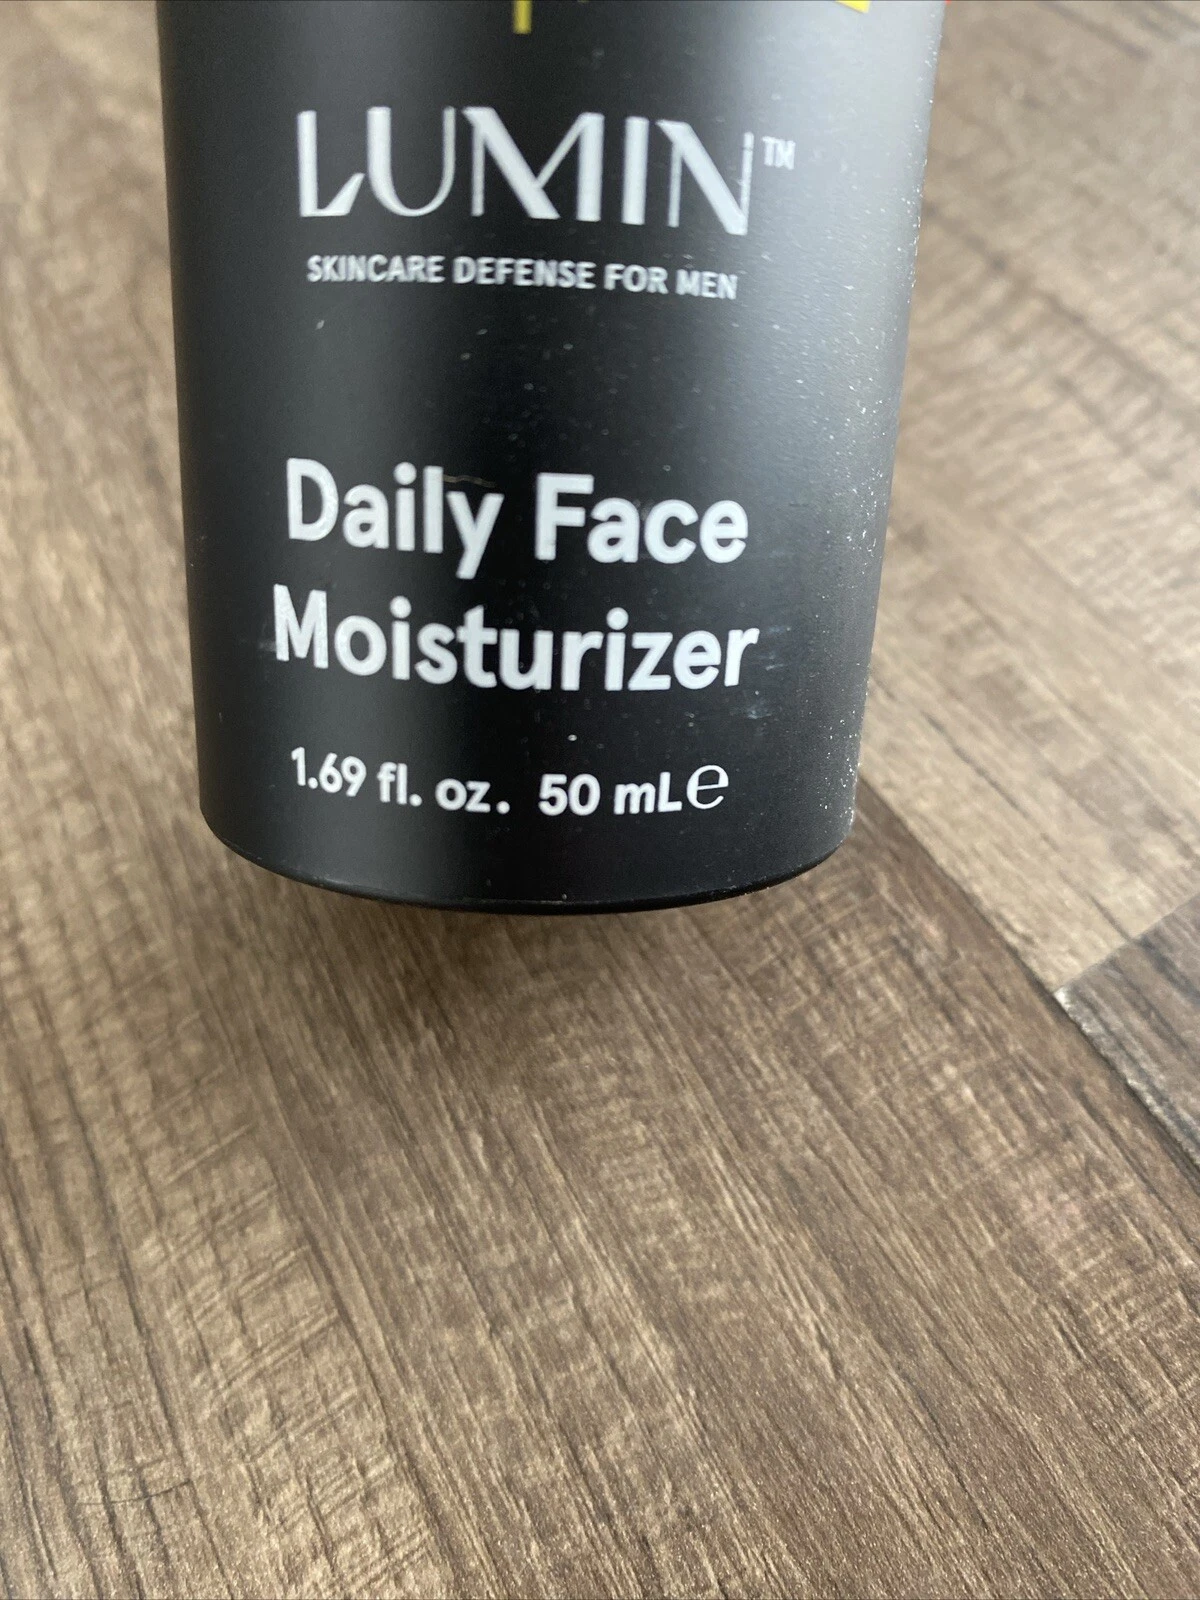 LUMIN™
SKINCARE DEFENSE FOR MEN
Daily Face
Moisturizer
1.69 fl. oz. 50 mL℮